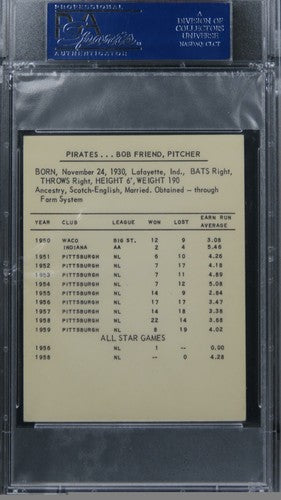 PROFESSIONAL
PSA
AUTHENTICATOR
A
DIVISION OF
COLLECTORS
UNIVERSE
NASDAQ: CLCT
PIRATES . . . BOB FRIEND, PITCHER
BORN, November 24, 1930, Lafayette, Ind., BATS Right,
THROWS Right, HEIGHT 6', WEIGHT 190
Ancestry, Scotch-English, Married. Obtained - through
Farm System
YEAR CLUB LEAGUE WON LOST EARN RUN AVERAGE
1950 WACO BIG ST. 12 9 3.08
INDIANA AA 2 4 5.46
1951 PITTSBURGH NL 6 10 4.26
1952 PITTSBURGH NL 7 17 4.18
1953 PITTSBURGH NL 7 11 4.89
1954 PITTSBURGH NL 7 12 5.08
1955 PITTSBURGH NL 14 9 2.84
1956 PITTSBURGH NL 17 17 3.47
1957 PITTSBURGH NL 14 18 3.38
1958 PITTSBURGH NL 22 14 3.68
1959 PITTSBURGH NL 8 19 4.02
ALL STAR GAMES
1956 NL 1 -- 0.00
1958 NL -- 0 4.28